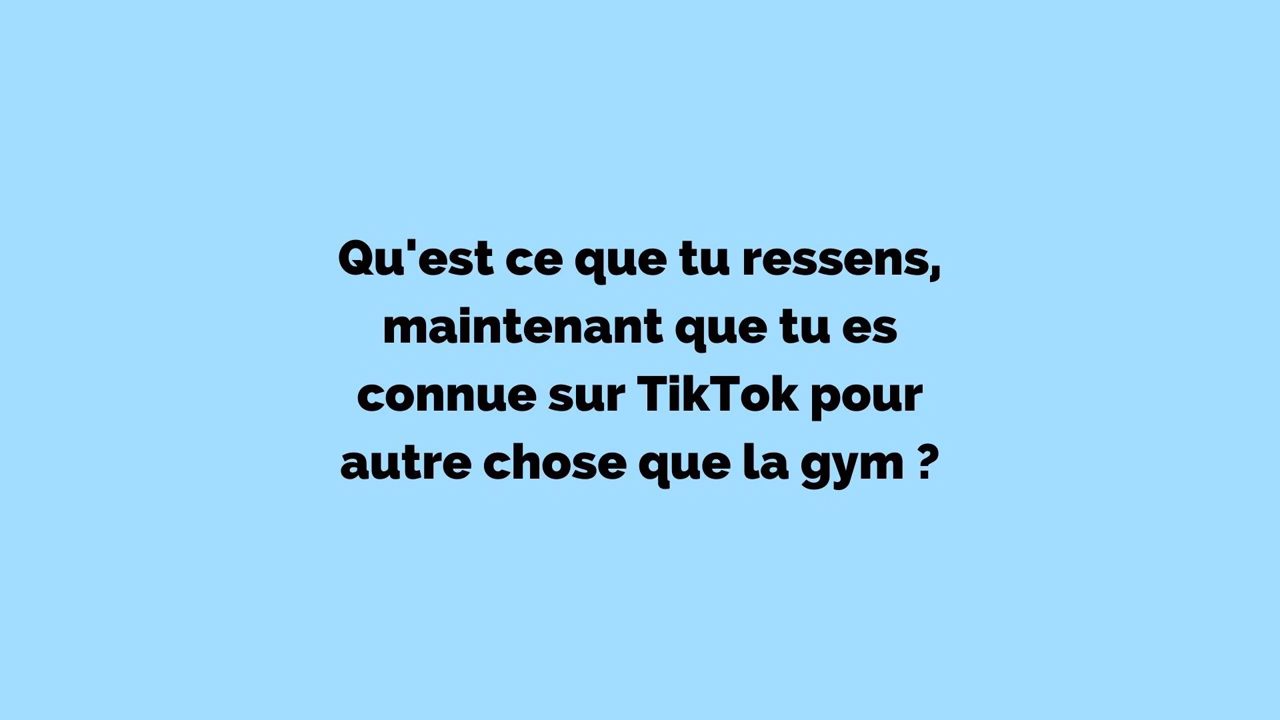 Qu'est ce que tu ressens,
maintenant que tu es
connue sur TikTok pour
autre chose que la gym ?